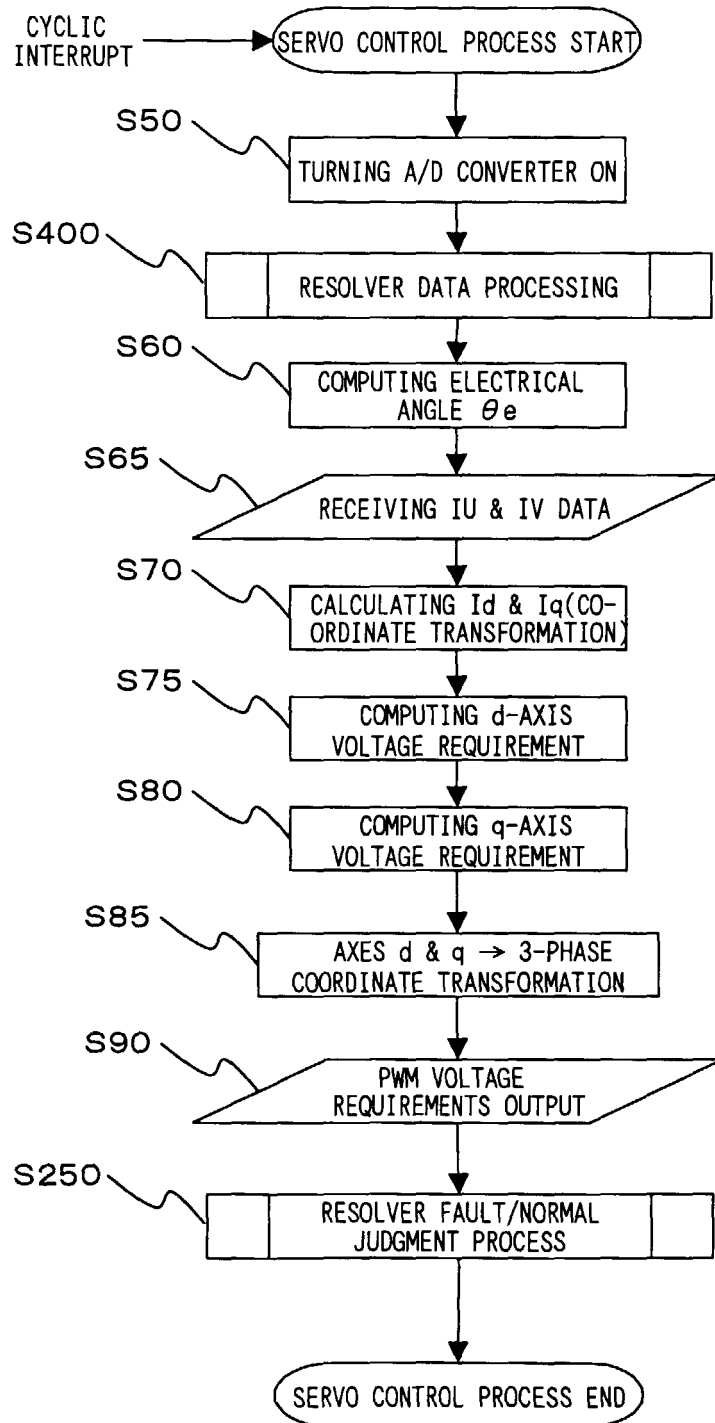 CYCLIC
INTERRUPT
SERVO CONTROL PROCESS START
S50
TURNING A/D CONVERTER ON
S400
RESOLVER DATA PROCESSING
S60
COMPUTING ELECTRICAL
ANGLE θe
S65
RECEIVING IU & IV DATA
S70
CALCULATING Id & Iq(CO-
ORDINATE TRANSFORMATION)
S75
COMPUTING d-AXIS
VOLTAGE REQUIREMENT
S80
COMPUTING q-AXIS
VOLTAGE REQUIREMENT
S85
AXES d & q → 3-PHASE
COORDINATE TRANSFORMATION
S90
PWM VOLTAGE
REQUIREMENTS OUTPUT
S250
RESOLVER FAULT/NORMAL
JUDGMENT PROCESS
SERVO CONTROL PROCESS END